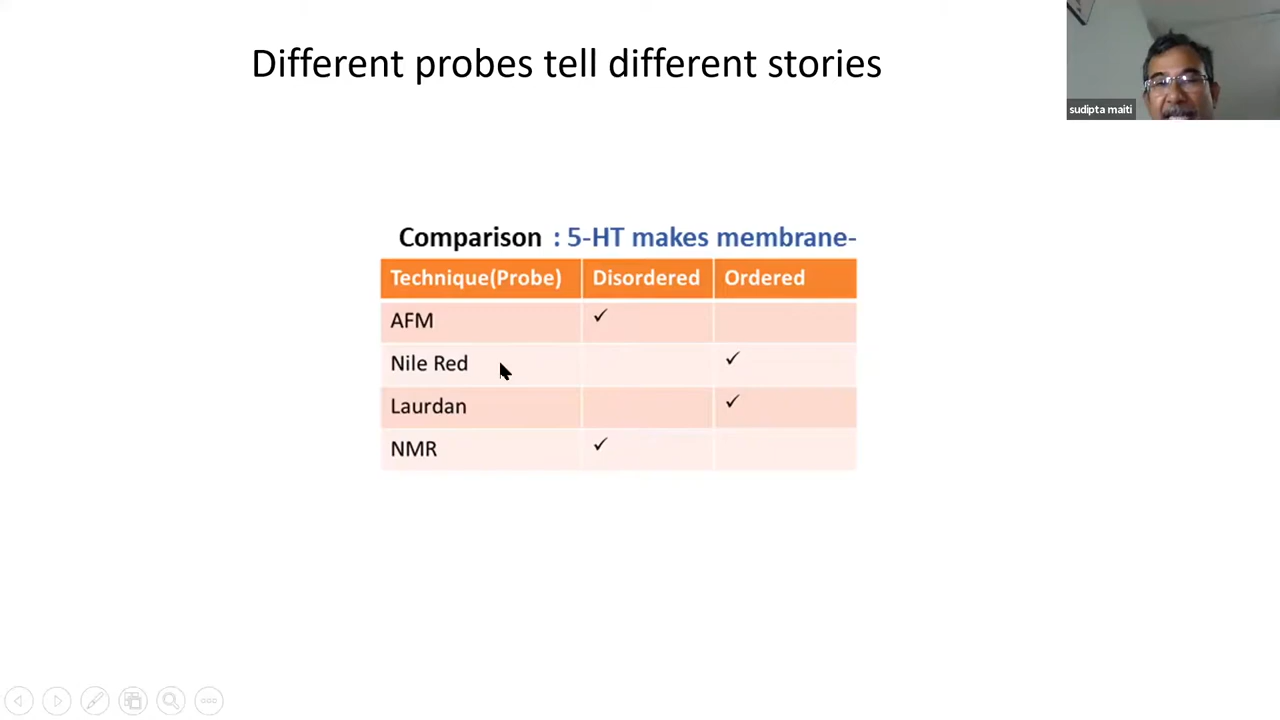 Different probes tell different stories
sudipta maiti
Comparison : 5-HT makes membrane-
Technique(Probe) Disordered Ordered
AFM ✓
Nile Red ✓
Laurdan ✓
NMR ✓